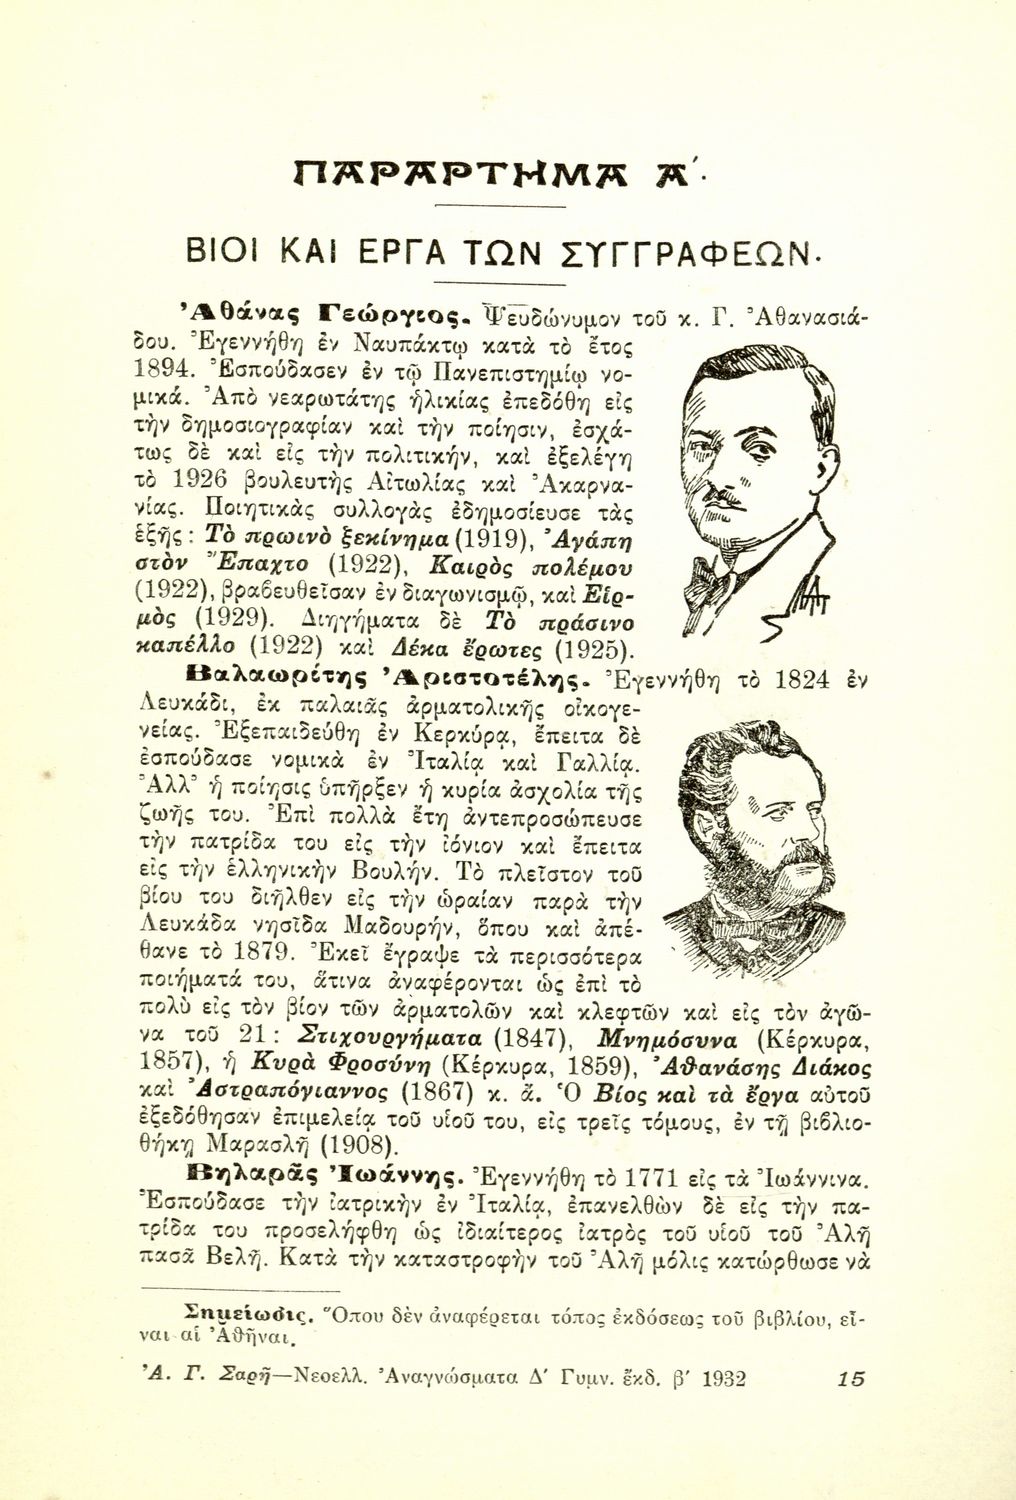 ΠΑΡΑΡΤΗΜΑ Α΄.
ΒΙΟΙ ΚΑΙ ΕΡΓΑ ΤΩΝ ΣΥΓΓΡΑΦΕΩΝ.
Ἀθάνας Γεώργιος. Ψευδώνυμον τοῦ κ. Γ. Ἀθανασιά-
δου. Ἐγεννήθη ἐν Ναυπάκτῳ κατὰ τὸ ἔτος
1894. Ἐσπούδασεν ἐν τῷ Πανεπιστημίῳ νο-
μικά. Ἀπὸ νεαρωτάτης ἡλικίας ἐπεδόθη εἰς
τὴν δημοσιογραφίαν καὶ τὴν ποίησιν, ἐσχά-
τως δὲ καὶ εἰς τὴν πολιτικήν, καὶ ἐξελέγη
τὸ 1926 βουλευτὴς Αἰτωλίας καὶ Ἀκαρνα-
νίας. Ποιητικὰς συλλογὰς ἐδημοσίευσε τὰς
ἑξῆς : Τὸ πρωινὸ ξεκίνημα (1919), Ἀγάπη
στὸν Ἔπαχτο (1922), Καιρὸς πολέμου
(1922), βραβευθεῖσαν ἐν διαγωνισμῷ, καὶ Εἱρ-
μὸς (1929). Διηγήματα δὲ Τὸ πράσινο
καπέλλο (1922) καὶ Δέκα ἔρωτες (1925).
Βαλαωρίτης Ἀριστοτέλης. Ἐγεννήθη τὸ 1824 ἐν
Λευκάδι, ἐκ παλαιᾶς ἁρματολικῆς οἰκογε-
νείας. Ἐξεπαιδεύθη ἐν Κερκύρᾳ, ἔπειτα δὲ
ἐσπούδασε νομικὰ ἐν Ἰταλίᾳ καὶ Γαλλίᾳ.
Ἀλλ᾽ ἡ ποίησις ὑπῆρξεν ἡ κυρία ἀσχολία τῆς
ζωῆς του. Ἐπὶ πολλὰ ἔτη ἀντεπροσώπευσε
τὴν πατρίδα του εἰς τὴν ἰόνιον καὶ ἔπειτα
εἰς τὴν ἑλληνικὴν Βουλήν. Τὸ πλεῖστον τοῦ
βίου του διῆλθεν εἰς τὴν ὡραίαν παρὰ τὴν
Λευκάδα νησῖδα Μαδουρήν, ὅπου καὶ ἀπέ-
θανε τὸ 1879. Ἐκεῖ ἔγραψε τὰ περισσότερα
ποιήματά του, ἅτινα ἀναφέρονται ὡς ἐπὶ τὸ
πολὺ εἰς τὸν βίον τῶν ἁρματολῶν καὶ κλεφτῶν καὶ εἰς τὸν ἀγῶ-
να τοῦ 21 : Στιχουργήματα (1847), Μνημόσυνα (Κέρκυρα,
1857), ἡ Κυρὰ Φροσύνη (Κέρκυρα, 1859), Ἀθανάσης Διάκος
καὶ Ἀστραπόγιαννος (1867) κ. ἄ. Ὁ Βίος καὶ τὰ ἔργα αὐτοῦ
ἐξεδόθησαν ἐπιμελείᾳ τοῦ υἱοῦ του, εἰς τρεῖς τόμους, ἐν τῇ βιβλιο-
θήκῃ Μαρασλῆ (1908).
Βηλαρᾶς Ἰωάννης. Ἐγεννήθη τὸ 1771 εἰς τὰ Ἰωάννινα.
Ἐσπούδασε τὴν ἰατρικὴν ἐν Ἰταλίᾳ, ἐπανελθὼν δὲ εἰς τὴν πα-
τρίδα του προσελήφθη ὡς ἰδιαίτερος ἰατρὸς τοῦ υἱοῦ τοῦ Ἀλῆ
πασᾶ Βελῆ. Κατὰ τὴν καταστροφὴν τοῦ Ἀλῆ μόλις κατώρθωσε νὰ
Σημείωσις. Ὅπου δὲν ἀναφέρεται τόπος ἐκδόσεως τοῦ βιβλίου, εἶ-
ναι αἱ Ἀθῆναι.
Ἀ. Γ. Σαρῆ—Νεοελλ. Ἀναγνώσματα Δ΄ Γυμν. ἔκδ. β΄ 1932 15